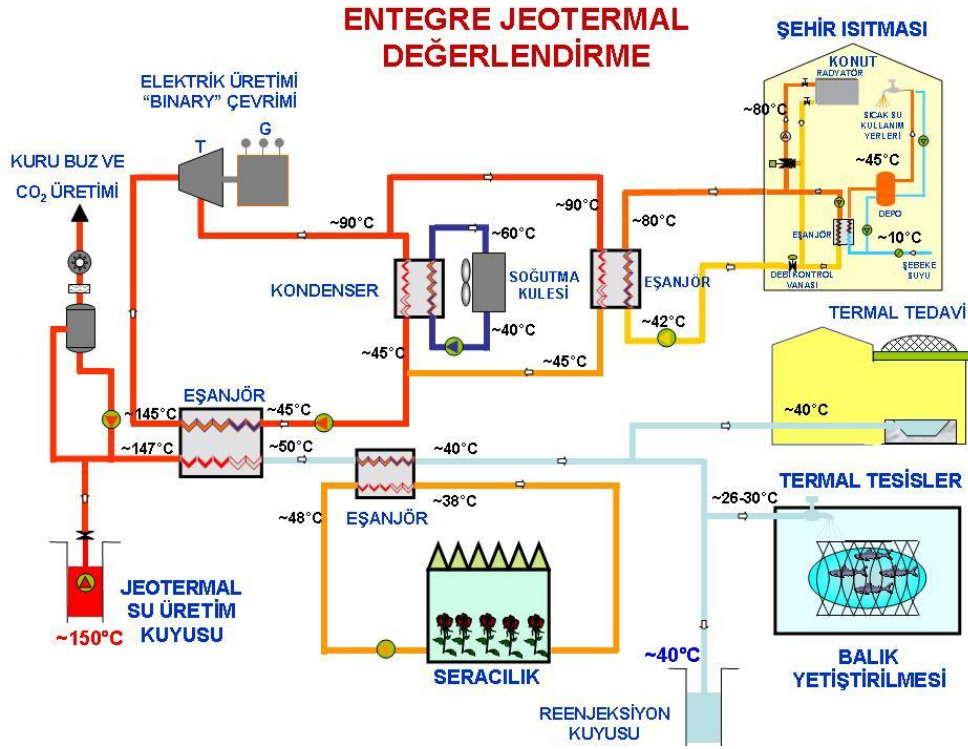 ENTEGRE JEOTERMAL
DEĞERLENDİRME
ŞEHİR ISITMASI
KONUT
RADYATÖR
~80°C
SICAK SU
KULLANIM
YERLERİ
~45°C
DEPO
~10°C
EŞANJÖR
ŞEBEKE
SUYU
DEBİ KONTROL
VANASI
ELEKTRİK ÜRETİMİ
“BINARY” ÇEVRİMİ
T
G
KURU BUZ VE
CO₂ ÜRETİMİ
~90°C
~90°C
~80°C
~60°C
KONDENSER
SOĞUTMA
KULESİ
EŞANJÖR
~40°C
~42°C
~45°C
~45°C
TERMAL TEDAVİ
~40°C
EŞANJÖR
~145°C
~45°C
~147°C
~50°C
~40°C
~48°C
~38°C
EŞANJÖR
TERMAL TESİSLER
~26-30°C
JEOTERMAL
SU ÜRETİM
KUYUSU
~150°C
SERACILIK
~40°C
BALIK
YETİŞTİRİLMESİ
REENJEKSİYON
KUYUSU